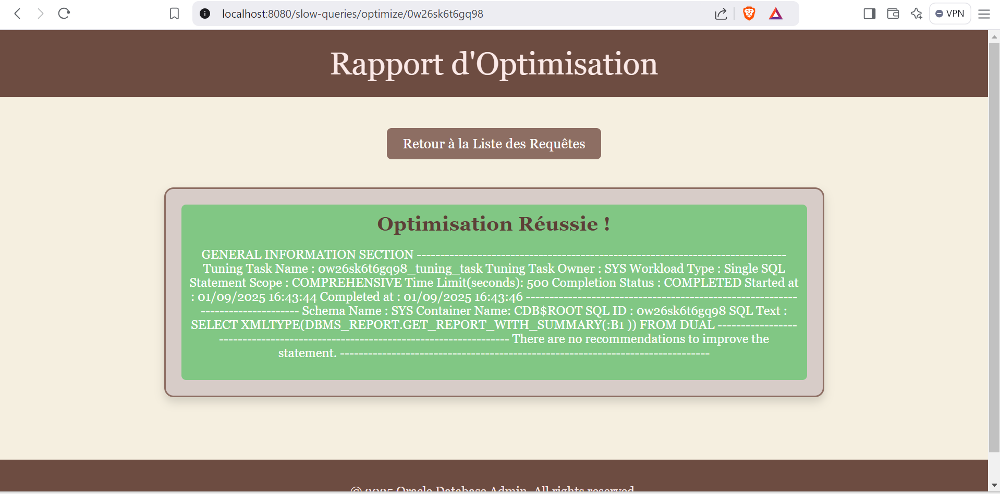 localhost:8080/slow-queries/optimize/0w26sk6t6gq98
VPN
Rapport d'Optimisation
Retour à la Liste des Requêtes
Optimisation Réussie !
GENERAL INFORMATION SECTION -------------------------------------------------------------------------------
Tuning Task Name : 0w26sk6t6gq98_tuning_task Tuning Task Owner : SYS Workload Type : Single SQL
Statement Scope : COMPREHENSIVE Time Limit(seconds): 500 Completion Status : COMPLETED Started at
: 01/09/2025 16:43:44 Completed at : 01/09/2025 16:43:46 ----------------------------------------------------------
--------------------- Schema Name : SYS Container Name: CDB$ROOT SQL ID : 0w26sk6t6gq98 SQL Text :
SELECT XMLTYPE(DBMS_REPORT.GET_REPORT_WITH_SUMMARY(:B1 )) FROM DUAL -----------------
-------------------------------------------------------------- There are no recommendations to improve the
statement. -------------------------------------------------------------------------------
© 2025 Oracle Database Admin. All rights reserved.